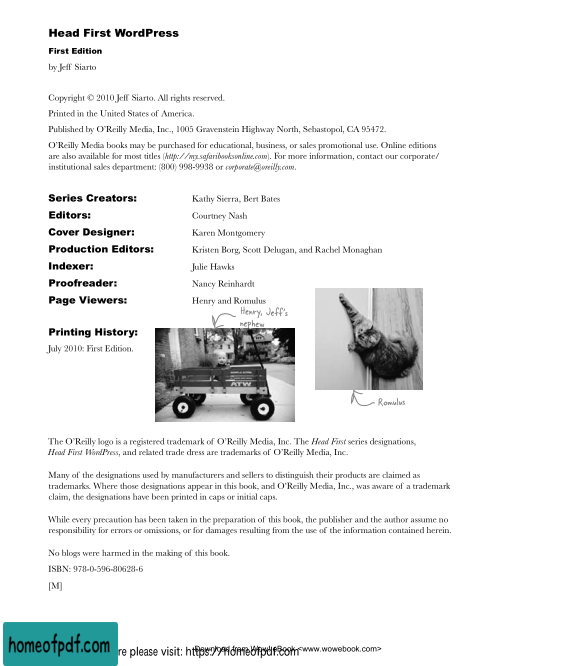 Head First WordPress
First Edition
by Jeff Siarto
Copyright © 2010 Jeff Siarto. All rights reserved.
Printed in the United States of America.
Published by O’Reilly Media, Inc., 1005 Gravenstein Highway North, Sebastopol, CA 95472.
O’Reilly Media books may be purchased for educational, business, or sales promotional use. Online editions
are also available for most titles (http://my.safaribooksonline.com). For more information, contact our corporate/
institutional sales department: (800) 998-9938 or corporate@oreilly.com.
Series Creators: Kathy Sierra, Bert Bates
Editors: Courtney Nash
Cover Designer: Karen Montgomery
Production Editors: Kristen Borg, Scott Delugan, and Rachel Monaghan
Indexer: Julie Hawks
Proofreader: Nancy Reinhardt
Page Viewers: Henry and Romulus
Henry, Jeff's
nephew
Printing History:
July 2010: First Edition.
ATW
Romulus
The O’Reilly logo is a registered trademark of O’Reilly Media, Inc. The Head First series designations,
Head First WordPress, and related trade dress are trademarks of O’Reilly Media, Inc.
Many of the designations used by manufacturers and sellers to distinguish their products are claimed as
trademarks. Where those designations appear in this book, and O’Reilly Media, Inc., was aware of a trademark
claim, the designations have been printed in caps or initial caps.
While every precaution has been taken in the preparation of this book, the publisher and the author assume no
responsibility for errors or omissions, or for damages resulting from the use of the information contained herein.
No blogs were harmed in the making of this book.
ISBN: 978-0-596-80628-6
[M]
homeofpdf.com
re please visit: https://homeofpdf.com
Download from Wow! eBook <www.wowebook.com>